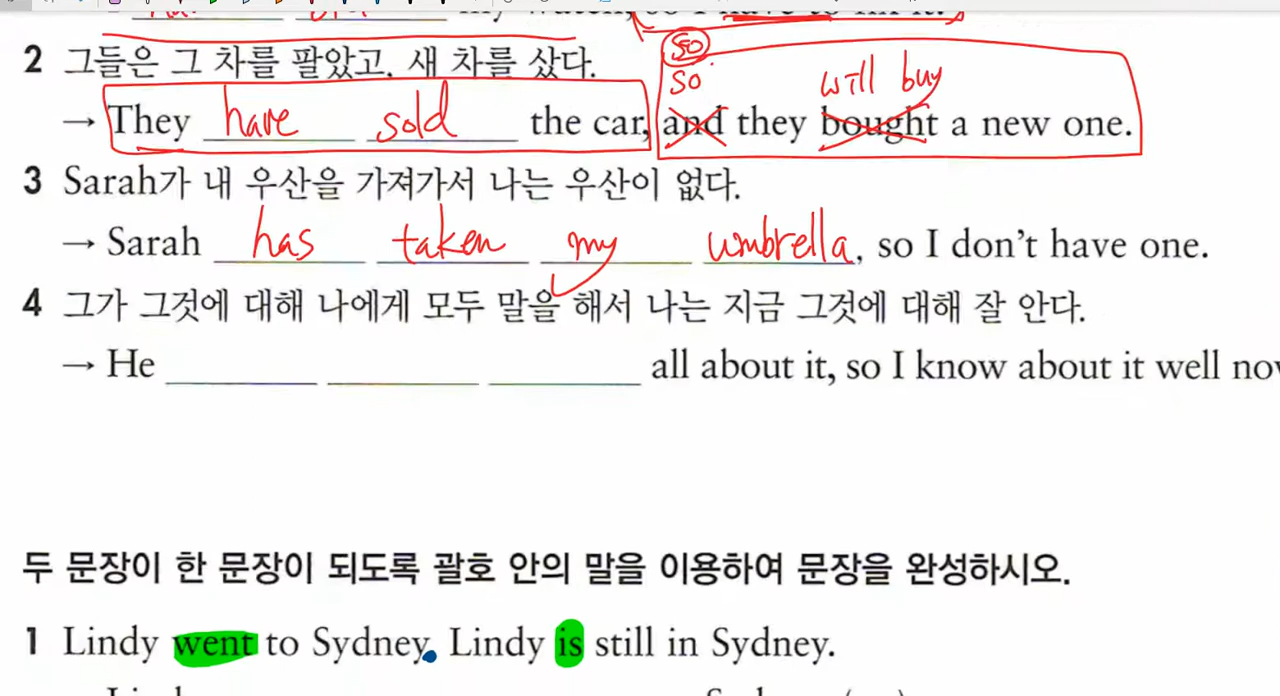 so
so will buy
2 그들은 그 차를 팔았고, 새 차를 샀다.
→ They have sold the car, and they bought a new one.
3 Sarah가 내 우산을 가져가서 나는 우산이 없다.
→ Sarah has taken my umbrella, so I don't have one.
4 그가 그것에 대해 나에게 모두 말을 해서 나는 지금 그것에 대해 잘 안다.
→ He all about it, so I know about it well
두 문장이 한 문장이 되도록 괄호 안의 말을 이용하여 문장을 완성하시오.
1 Lindy went to Sydney. Lindy is still in Sydney.